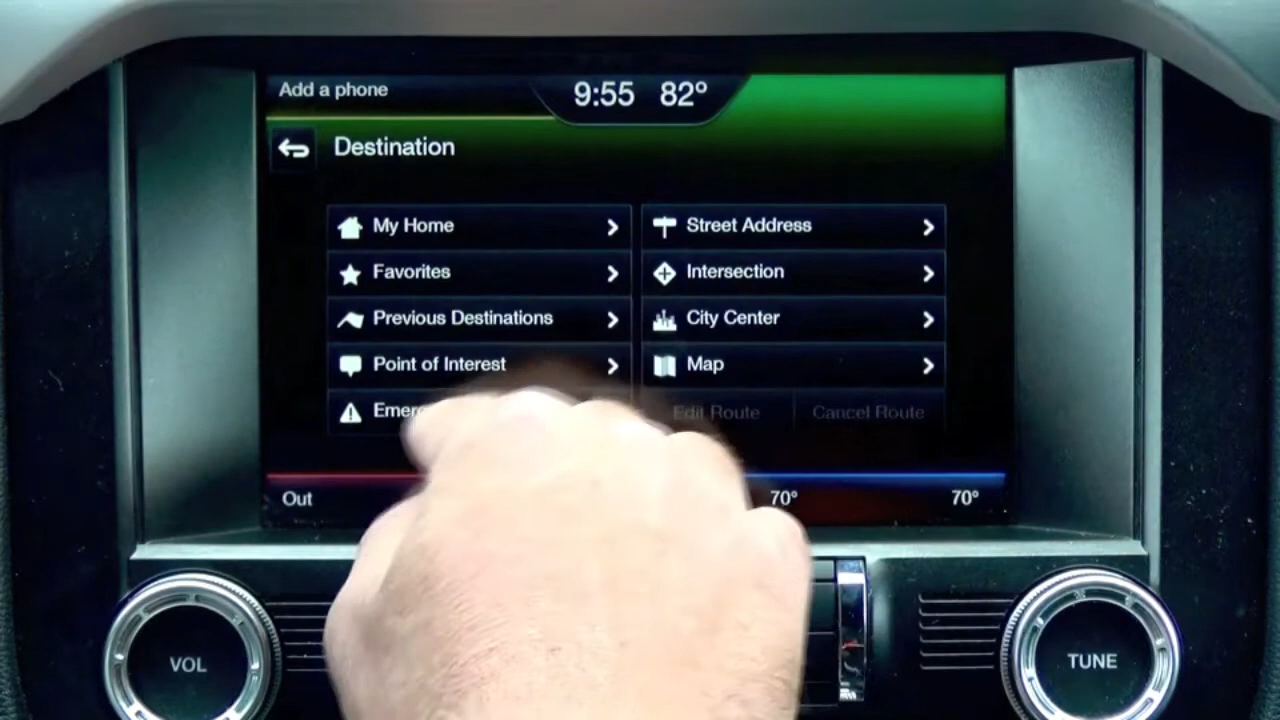 Add a phone
9:55 82°
Destination
My Home
Street Address
Favorites
Intersection
Previous Destinations
City Center
Point of Interest
Map
Edit Route
Cancel Route
Out
70°
70°
VOL
TUNE